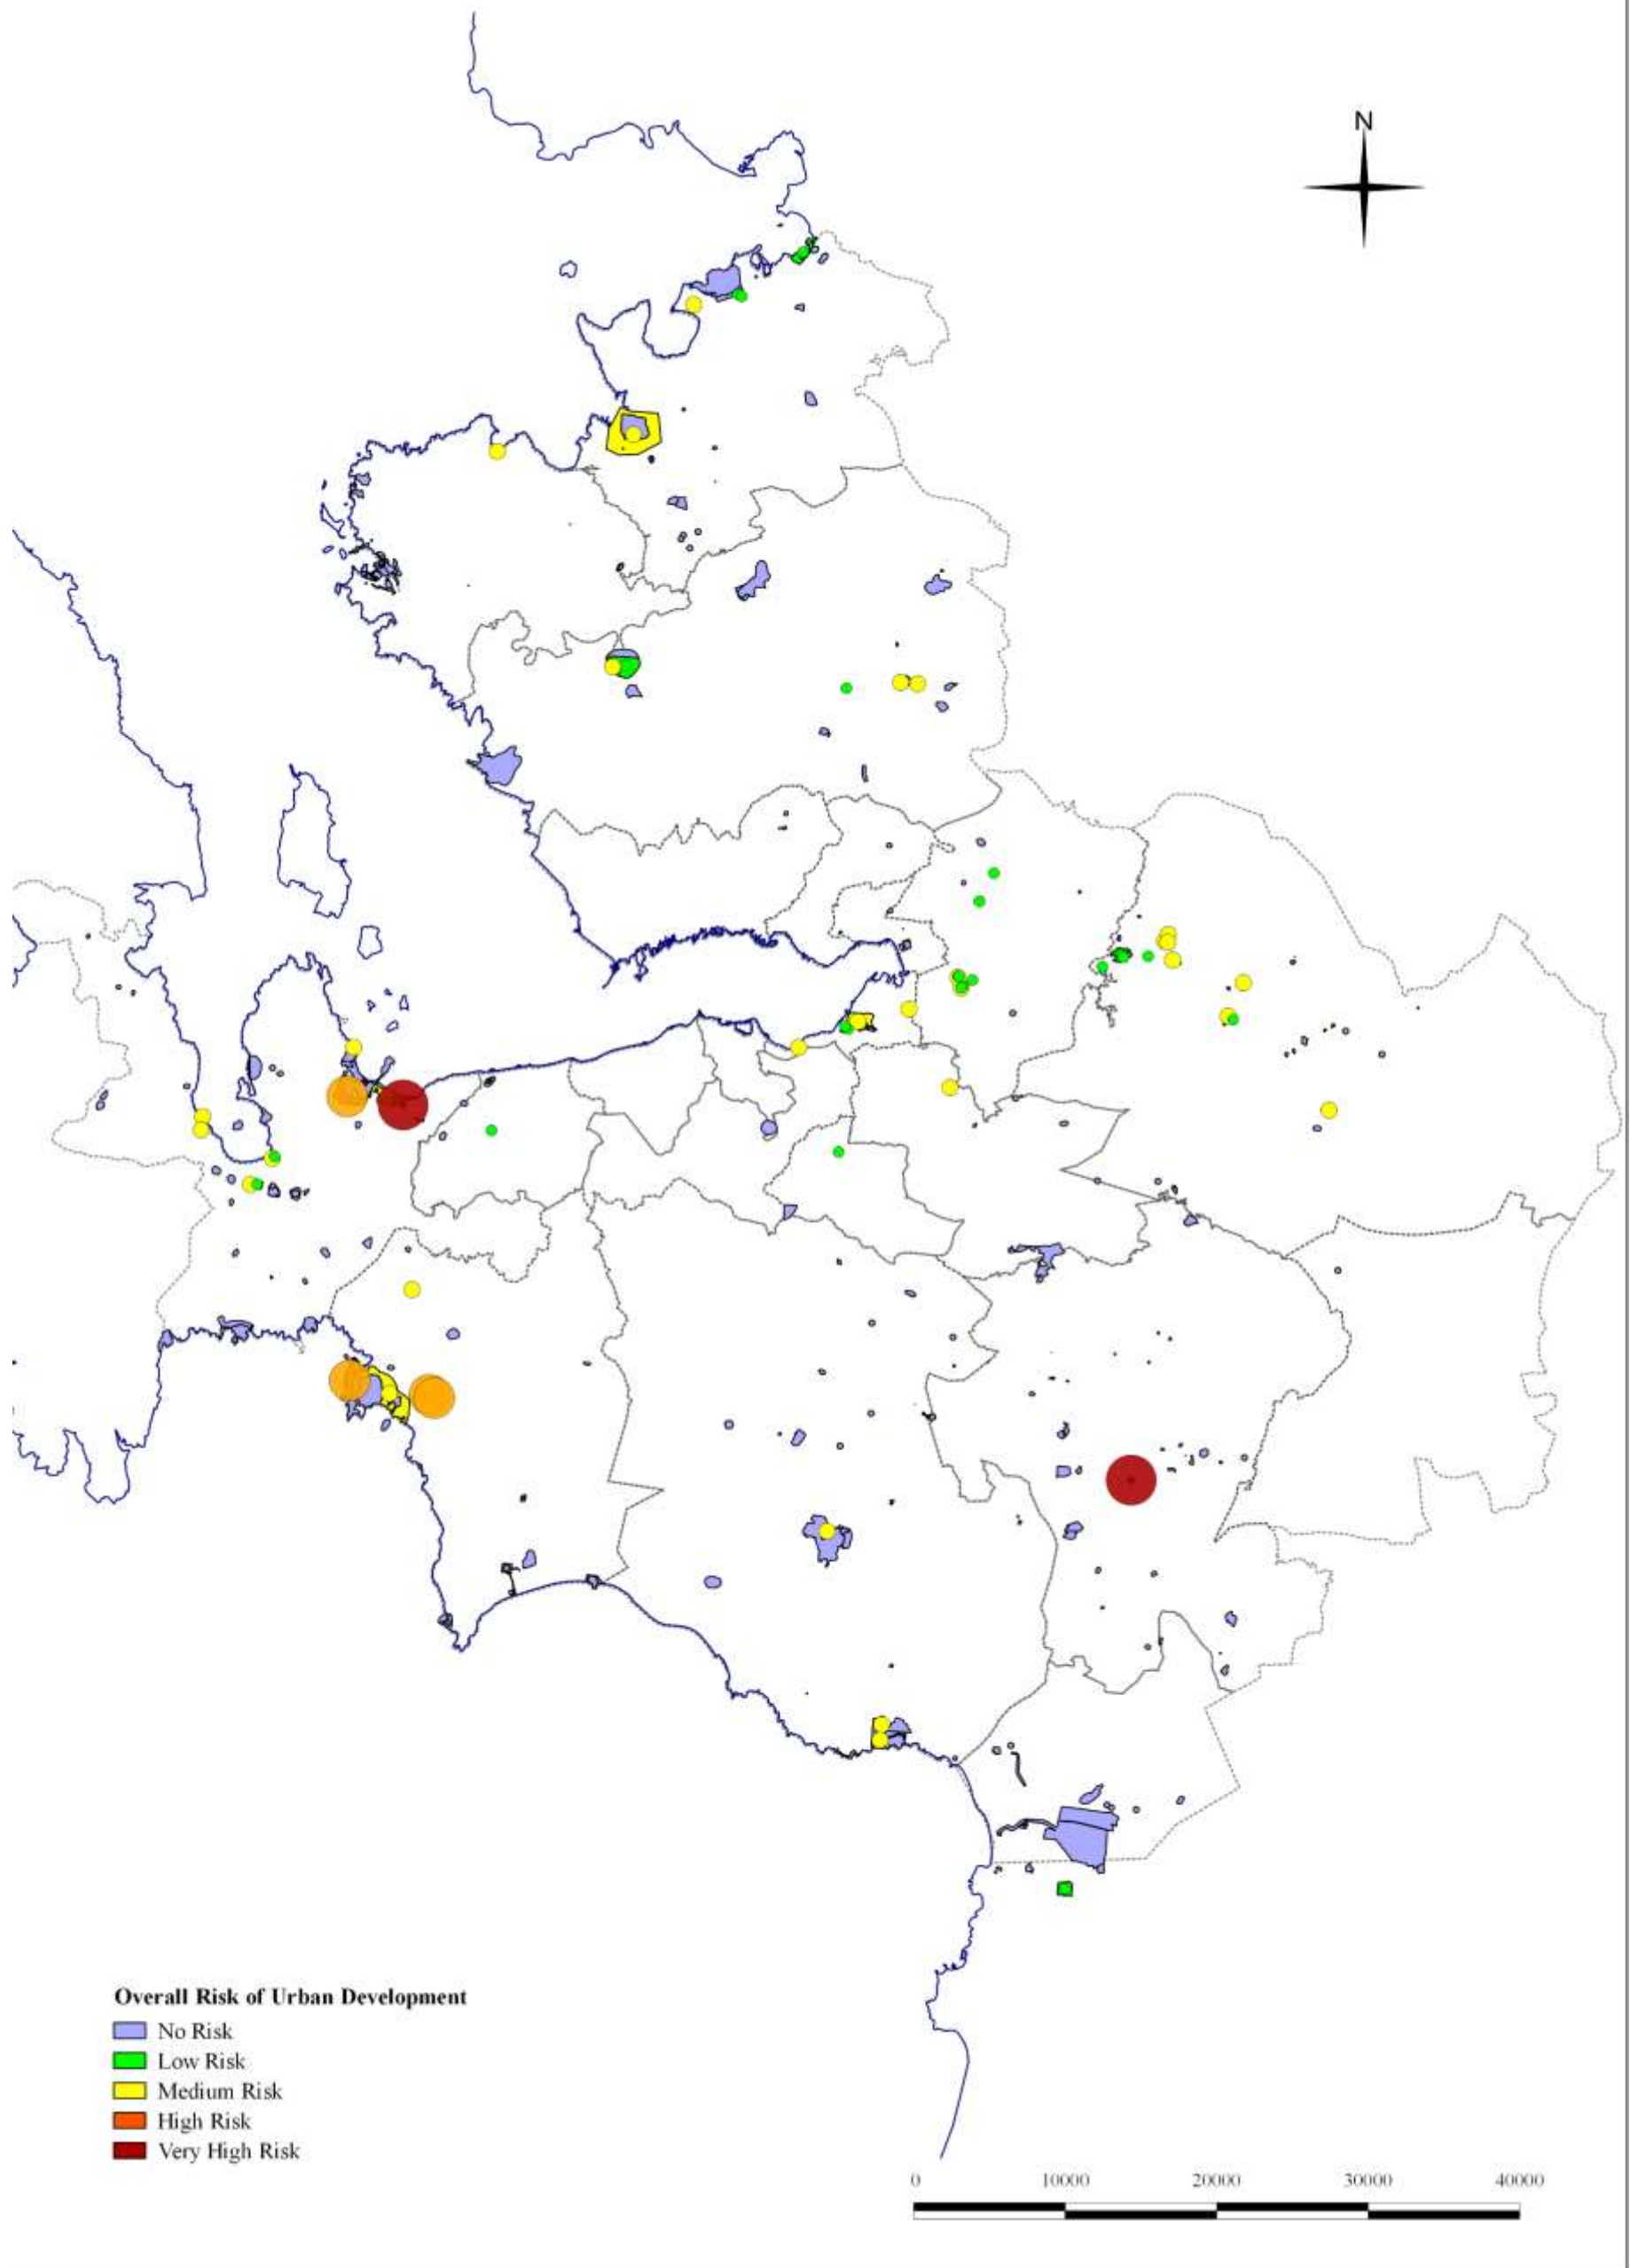 N
Overall Risk of Urban Development
No Risk
Low Risk
Medium Risk
High Risk
Very High Risk
0 10000 20000 30000 40000